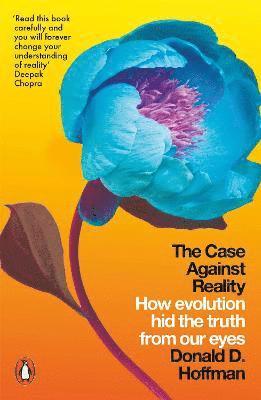 ‘Read this book
carefully and
you will forever
change your
understanding
of reality’
Deepak
Chopra
The Case
Against
Reality
How evolution
hid the truth
from our eyes
Donald D.
Hoffman